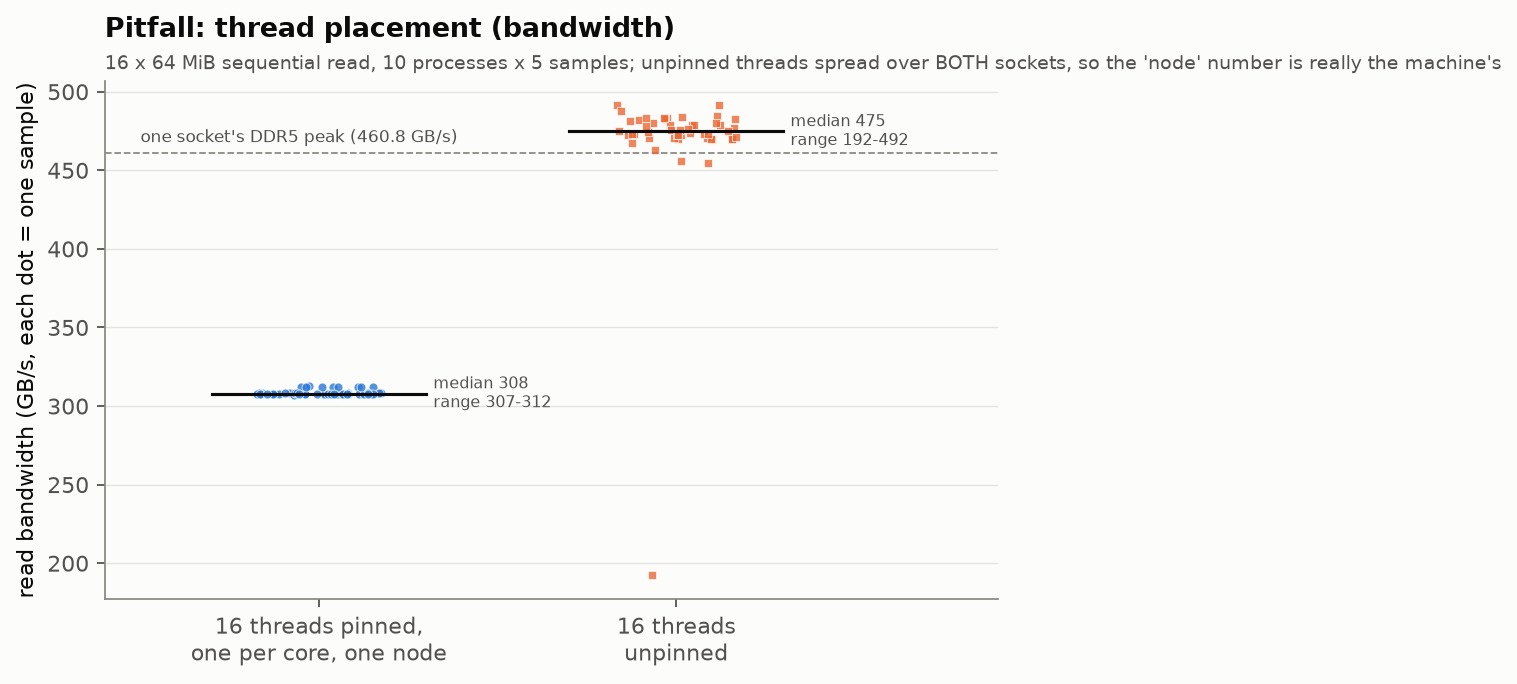 Pitfall: thread placement (bandwidth)
16 x 64 MiB sequential read, 10 processes x 5 samples; unpinned threads spread over BOTH sockets, so the 'node' number is really the machine's
read bandwidth (GB/s, each dot = one sample)
500
450
400
350
300
250
200
one socket's DDR5 peak (460.8 GB/s)
median 475
range 192-492
median 308
range 307-312
16 threads pinned,
one per core, one node
16 threads
unpinned